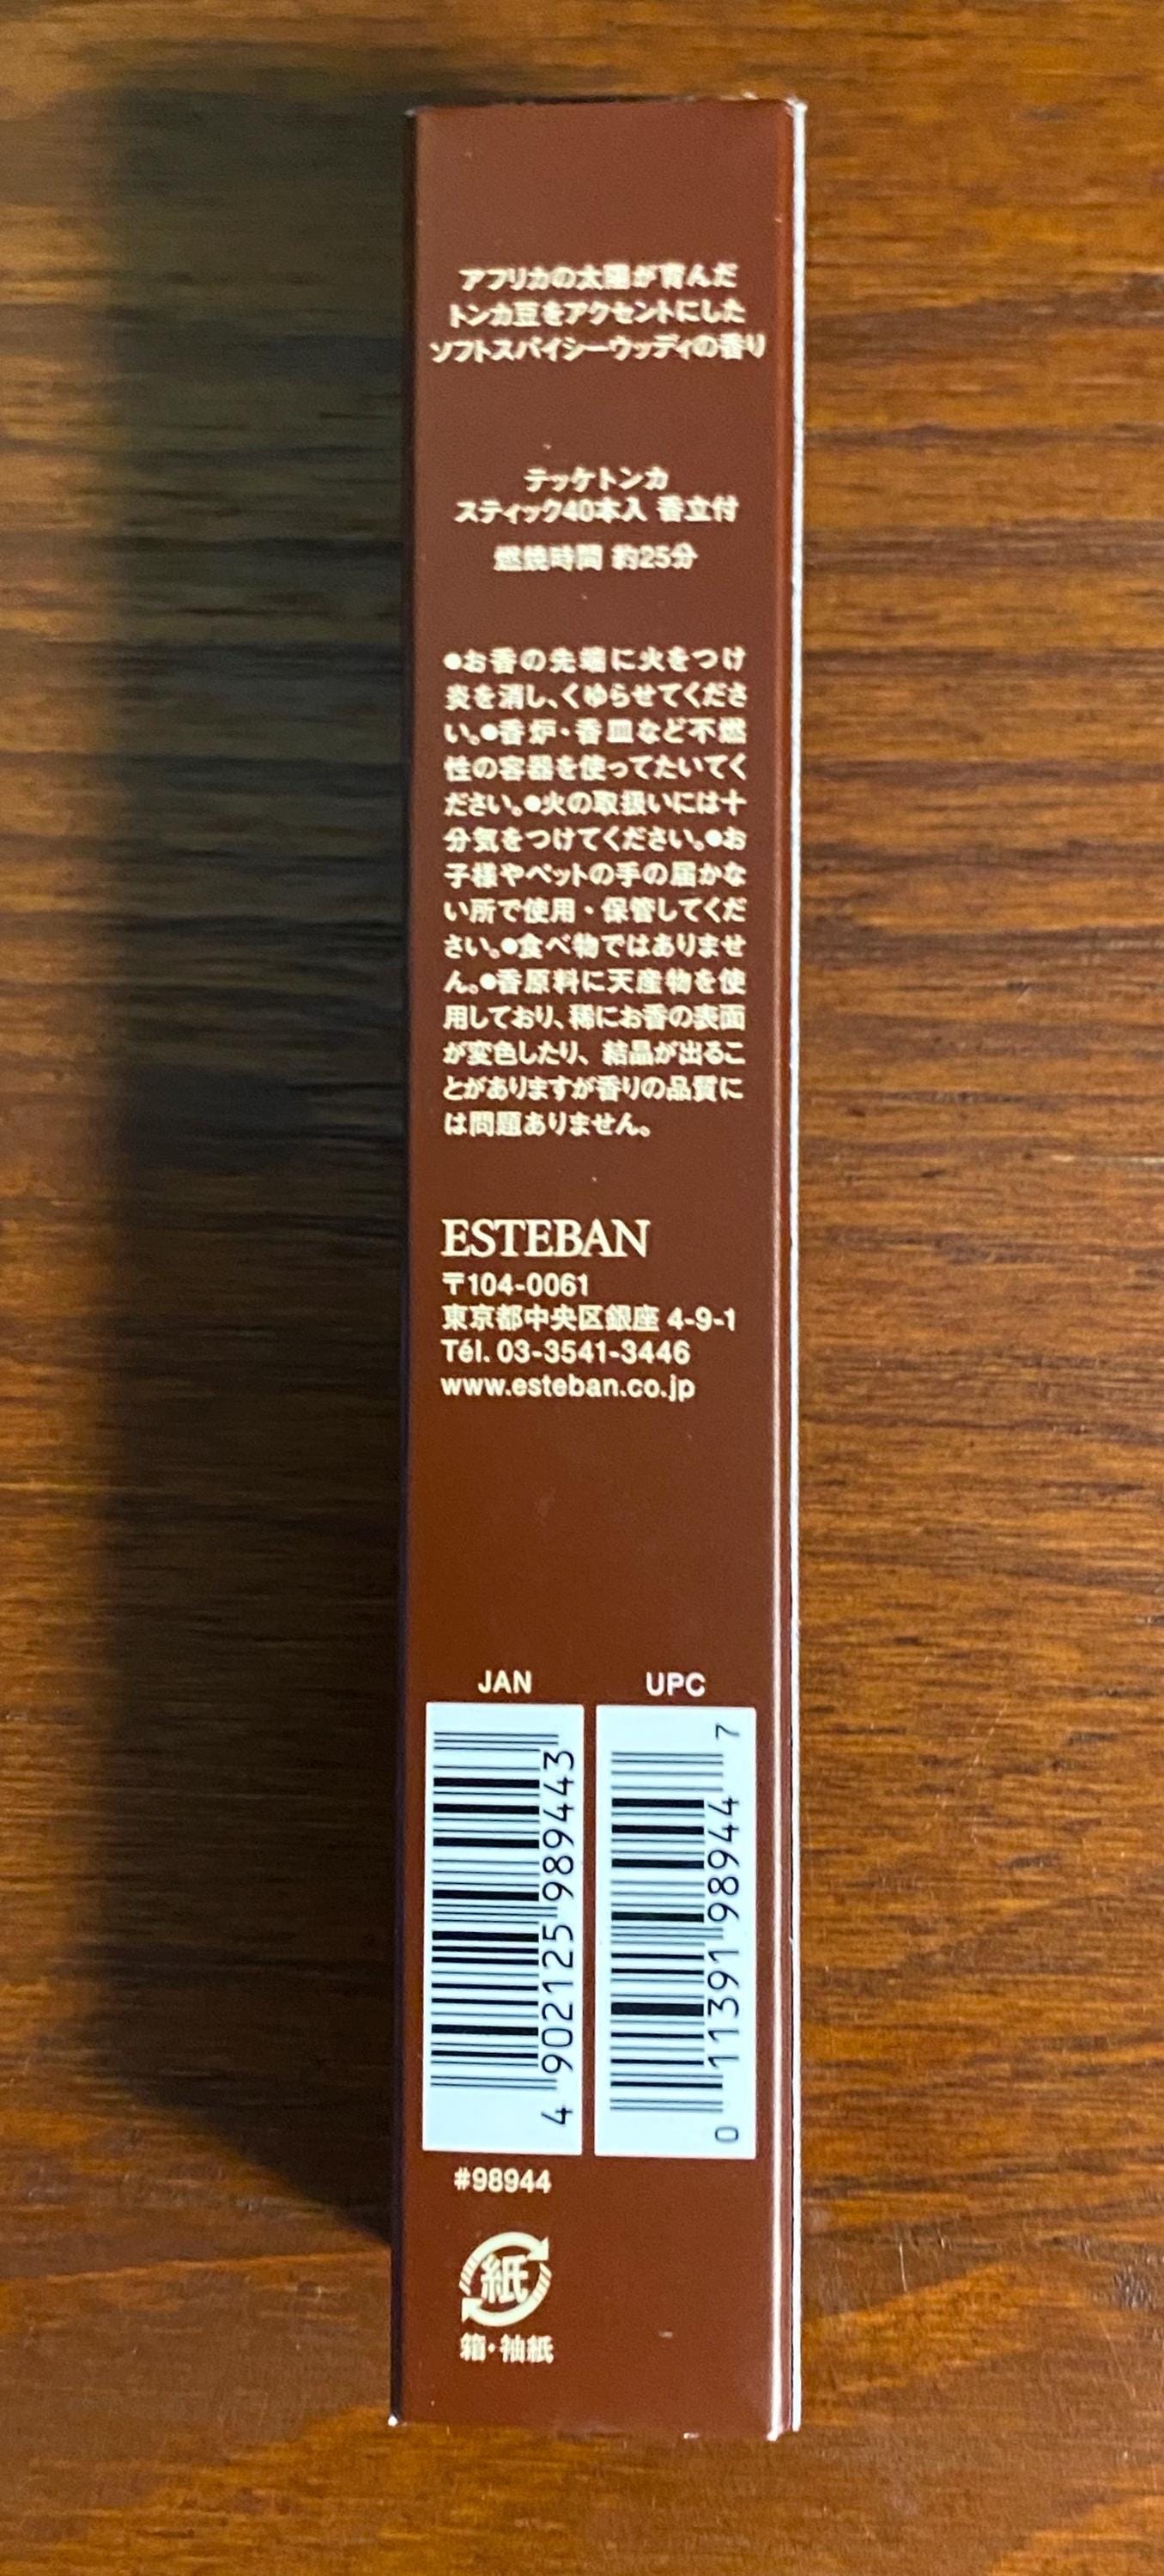 アフリカの太陽が育んだ
トンカ豆をアクセントにした
ソフトスパイシーウッディの香り
テッケトンカ
スティック40本入 香立付
燃焼時間 約25分
●お香の先端に火をつけ
炎を消し、くゆらせてくださ
い。●香炉・香皿など不燃
性の容器を使ってたいてく
ださい。●火の取扱いには十
分気をつけてください。●お
子様やペットの手の届かな
い所で使用・保管してくだ
さい。●食べ物ではありませ
ん。●香原料に天産物を使
用しており、稀にお香の表面
が変色したり、結晶が出るこ
とがありますが香りの品質に
は問題ありません。
ESTEBAN
〒104-0061
東京都中央区銀座 4-9-1
Tél. 03-3541-3446
www.esteban.co.jp
JAN
4 902125 989443
UPC
0 11391 98944 7
#98944
紙
箱・袖紙